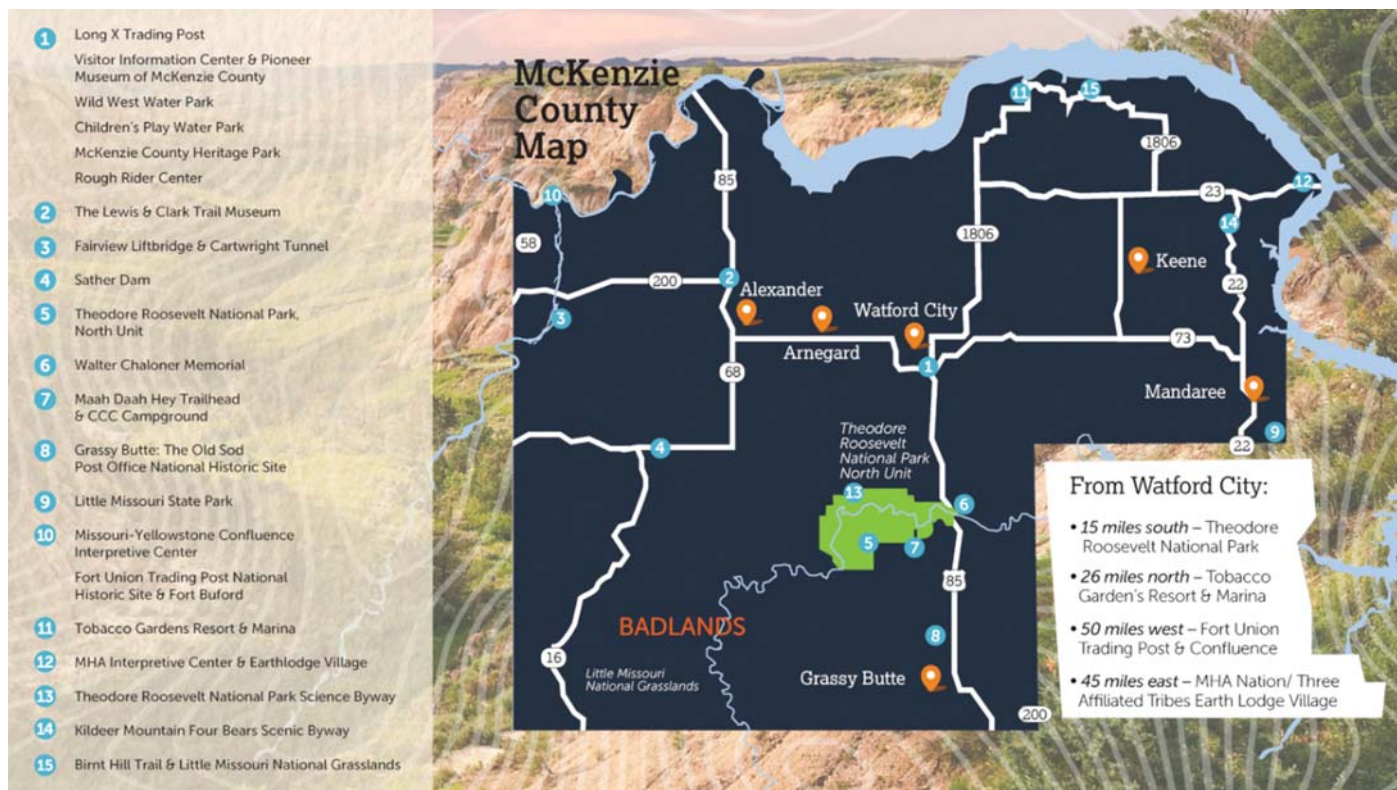 1 Long X Trading Post
Visitor Information Center & Pioneer
Museum of McKenzie County
Wild West Water Park
Children's Play Water Park
McKenzie County Heritage Park
Rough Rider Center
2 The Lewis & Clark Trail Museum
3 Fairview Liftbridge & Cartwright Tunnel
4 Sather Dam
5 Theodore Roosevelt National Park,
North Unit
6 Walter Chaloner Memorial
7 Maah Daah Hey Trailhead
& CCC Campground
8 Grassy Butte: The Old Sod
Post Office National Historic Site
9 Little Missouri State Park
10 Missouri-Yellowstone Confluence
Interpretive Center
Fort Union Trading Post National
Historic Site & Fort Buford
11 Tobacco Gardens Resort & Marina
12 MHA Interpretive Center & Earthlodge Village
13 Theodore Roosevelt National Park Science Byway
14 Kildeer Mountain Four Bears Scenic Byway
15 Birnt Hill Trail & Little Missouri National Grasslands
McKenzie
County
Map
11
15
1806
85
10
12
23
14
58
1806
Keene
200
2
22
Alexander
3
Watford City
Arnegard
73
1
68
Mandaree
9
22
4
Theodore
Roosevelt
National Park
North Unit
13
6
5
7
85
BADLANDS
8
16
Little Missouri
National Grasslands
Grassy Butte
200
From Watford City:
• 15 miles south – Theodore
Roosevelt National Park
• 26 miles north – Tobacco
Garden's Resort & Marina
• 50 miles west – Fort Union
Trading Post & Confluence
• 45 miles east – MHA Nation/ Three
Affiliated Tribes Earth Lodge Village